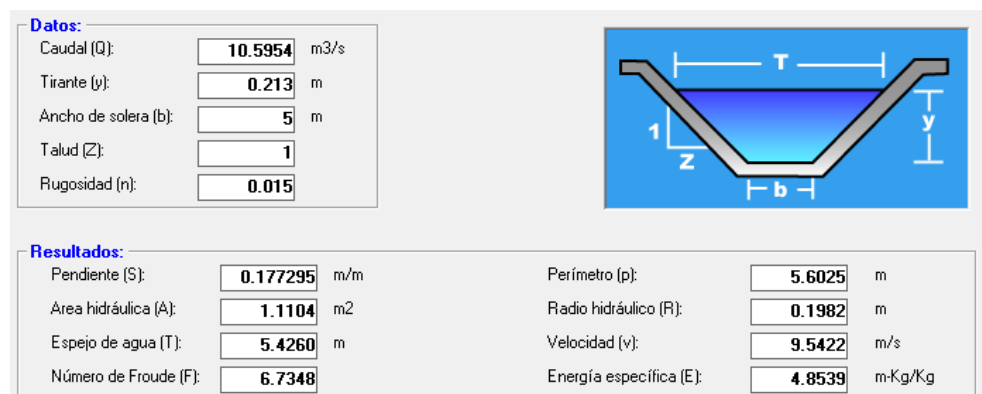 Datos:
Caudal (Q): 10.5954 m3/s
Tirante (y): 0.213 m
Ancho de solera (b): 5 m
Talud (Z): 1
Rugosidad (n): 0.015
T
1
Z
y
b
Resultados:
Pendiente (S): 0.177295 m/m Perímetro (p): 5.6025 m
Area hidráulica (A): 1.1104 m2 Radio hidráulico (R): 0.1982 m
Espejo de agua (T): 5.4260 m Velocidad (v): 9.5422 m/s
Número de Froude (F): 6.7348 Energía específica (E): 4.8539 m-Kg/Kg